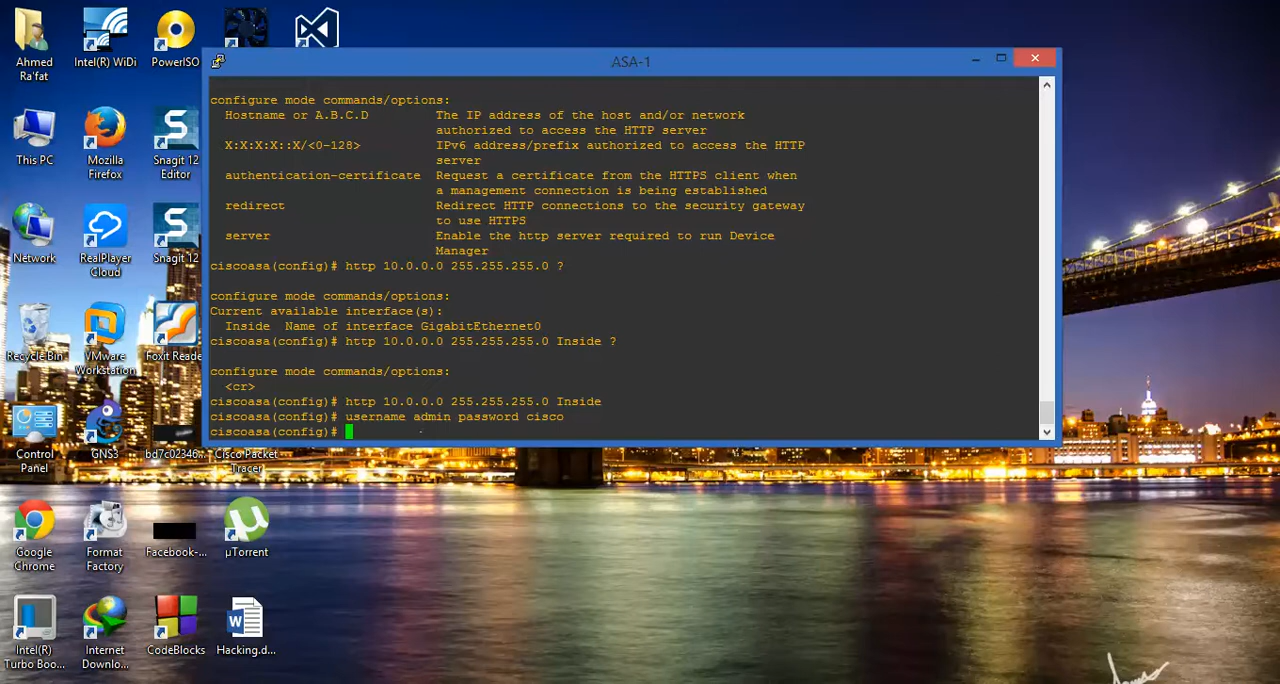 Ahmed
Ra'fat
Intel(R) WiDi
PowerISO
ASA-1
configure mode commands/options:
Hostname or A.B.C.D The IP address of the host and/or network
authorized to access the HTTP server
X:X:X:X::X/<0-128> IPv6 address/prefix authorized to access the HTTP
server
authentication-certificate Request a certificate from the HTTPS client when
a management connection is being established
redirect Redirect HTTP connections to the security gateway
to use HTTPS
server Enable the http server required to run Device
Manager
ciscoasa(config)# http 10.0.0.0 255.255.255.0 ?
configure mode commands/options:
Current available interface(s):
Inside Name of interface GigabitEthernet0
ciscoasa(config)# http 10.0.0.0 255.255.255.0 Inside ?
configure mode commands/options:
<cr>
ciscoasa(config)# http 10.0.0.0 255.255.255.0 Inside
ciscoasa(config)# username admin password cisco
ciscoasa(config)#
This PC
Mozilla
Firefox
Snagit 12
Editor
Network
RealPlayer
Cloud
Snagit 12
Recycle Bin
VMware
Workstation
Foxit Reade
Control
Panel
GNS3
bd7c02346...
Cisco Packet
Tracer
Google
Chrome
Format
Factory
Facebook-...
µTorrent
Intel(R)
Turbo Boo...
Internet
Downlo...
CodeBlocks
Hacking.d...